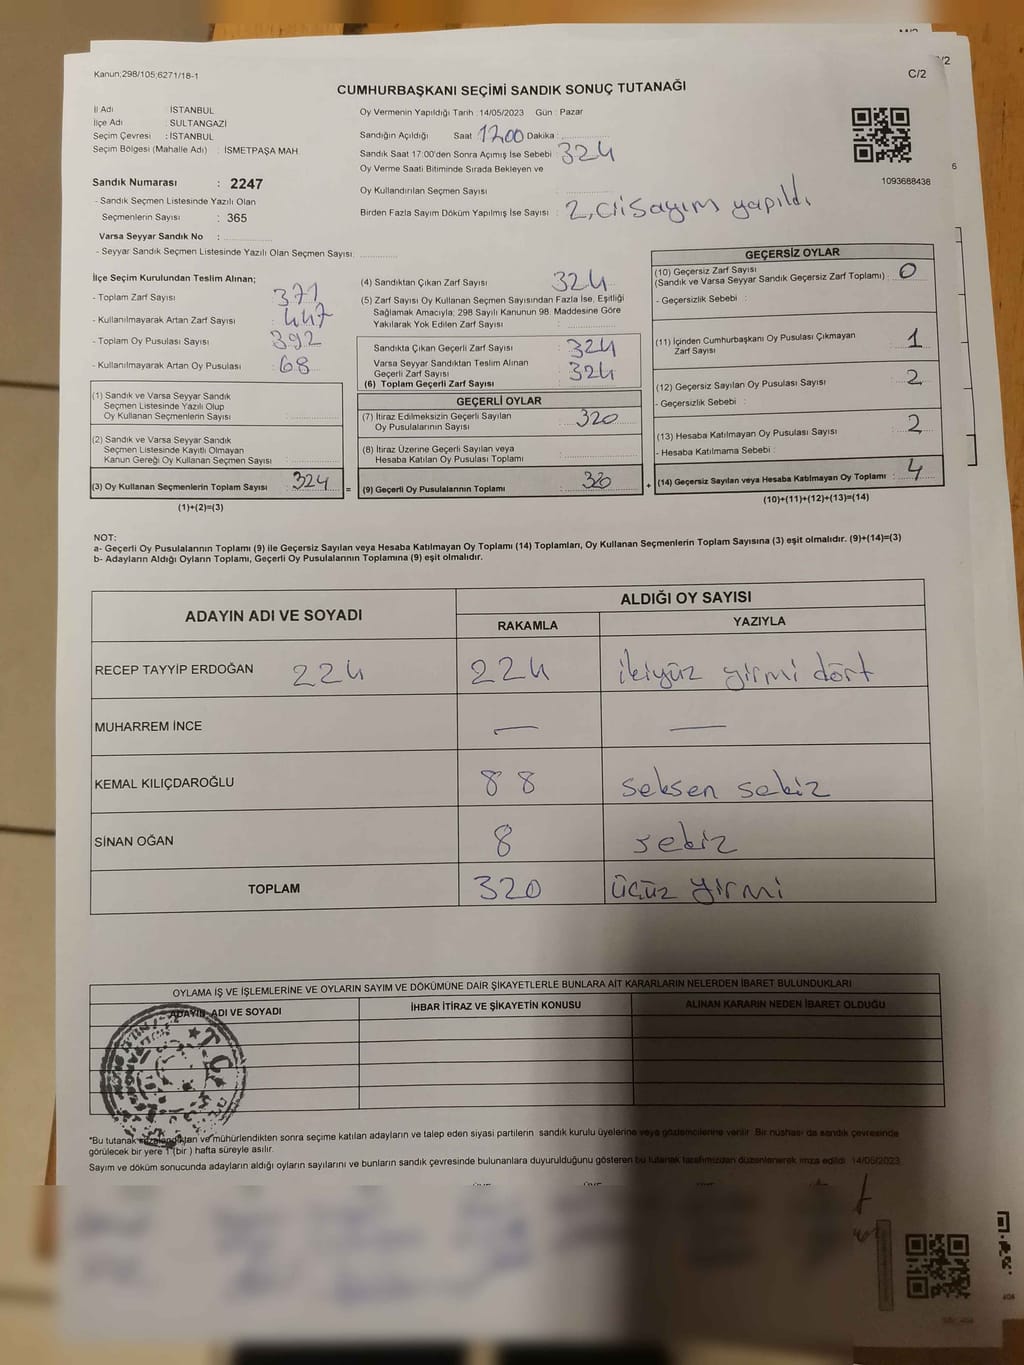 C/2
Kanun;298/105;6271/18-1
CUMHURBAŞKANI SEÇİMİ SANDIK SONUÇ TUTANAĞI
İl Adı : İSTANBUL
İlçe Adı : SULTANGAZİ
Seçim Çevresi : İSTANBUL
Seçim Bölgesi (Mahalle Adı) : İSMETPAŞA MAH.
Sandık Numarası : 2247
- Sandık Seçmen Listesinde Yazılı Olan
Seçmenlerin Sayısı : 365
Varsa Seyyar Sandık No :
- Seyyar Sandık Seçmen Listesinde Yazılı Olan Seçmen Sayısı:
Oy Vermenin Yapıldığı Tarih : 14/05/2023 Gün : Pazar
Sandığın Açıldığı Saat 1700 Dakika :
Sandık Saat 17:00'den Sonra Açımış İse Sebebi : 324
Oy Verme Saati Bitiminde Sırada Bekleyen ve
Oy Kullandırılan Seçmen Sayısı :
Birden Fazla Sayım Döküm Yapılmış İse Sayısı : 2, yapıldı
1093688438
İlçe Seçim Kurulundan Teslim Alınan;
- Toplam Zarf Sayısı : 371
- Kullanılmayarak Artan Zarf Sayısı : 447
- Toplam Oy Pusulası Sayısı : 392
- Kullanılmayarak Artan Oy Pusulası : 68
(1) Sandık ve Varsa Seyyar Sandık
Seçmen Listesinde Yazılı Olup
Oy Kullanan Seçmenlerin Sayısı :
(2) Sandık ve Varsa Seyyar Sandık
Seçmen Listesinde Kayıtlı Olmayan
Kanun Gereği Oy Kullanan Seçmen Sayısı :
(3) Oy Kullanan Seçmenlerin Toplam Sayısı : 324
(1)+(2)=(3)
(4) Sandıktan Çıkan Zarf Sayısı : 324
(5) Zarf Sayısı Oy Kullanan Seçmen Sayısından Fazla İse, Eşitliği
Sağlamak Amacıyla; 298 Sayılı Kanunun 98. Maddesine Göre
Yakılarak Yok Edilen Zarf Sayısı :
Sandıkta Çıkan Geçerli Zarf Sayısı : 324
Varsa Seyyar Sandıktan Teslim Alınan
Geçerli Zarf Sayısı : 324
(6) Toplam Geçerli Zarf Sayısı
GEÇERLİ OYLAR
(7) İtiraz Edilmeksizin Geçerli Sayılan
Oy Pusulalarının Sayısı : 320
(8) İtiraz Üzerine Geçerli Sayılan veya
Hesaba Katılan Oy Pusulası Toplamı :
= (9) Geçerli Oy Pusulalarının Toplamı : 320
GEÇERSİZ OYLAR
(10) Geçersiz Zarf Sayısı
(Sandık ve Varsa Seyyar Sandık Geçersiz Zarf Toplamı) : 0
- Geçersizlik Sebebi :
(11) İçinden Cumhurbaşkanı Oy Pusulası Çıkmayan
Zarf Sayısı : 1
(12) Geçersiz Sayılan Oy Pusulası Sayısı : 2
- Geçersizlik Sebebi :
(13) Hesaba Katılmayan Oy Pusulası Sayısı : 2
- Hesaba Katılmama Sebebi :
+ (14) Geçersiz Sayılan veya Hesaba Katılmayan Oy Toplamı : 4
(10)+(11)+(12)+(13)=(14)
NOT:
a- Geçerli Oy Pusulalarının Toplamı (9) ile Geçersiz Sayılan veya Hesaba Katılmayan Oy Toplamı (14) Toplamları, Oy Kullanan Seçmenlerin Toplam Sayısına (3) eşit olmalıdır. (9)+(14)=(3)
b- Adayların Aldığı Oyların Toplamı, Geçerli Oy Pusulalarının Toplamına (9) eşit olmalıdır.
ADAYIN ADI VE SOYADI
ALDIĞI OY SAYISI
RAKAMLA YAZIYLA
RECEP TAYYİP ERDOĞAN 224 224 ikiyüz yirmi dört
MUHARREM İNCE — —
KEMAL KILIÇDAROĞLU 88 seksen sekiz
SİNAN OĞAN 8 sekiz
TOPLAM 320 üçüz yirmi
OYLAMA İŞ VE İŞLEMLERİNE VE OYLARIN SAYIM VE DÖKÜMÜNE DAİR ŞİKAYETLERLE BUNLARA AİT KARARLARIN NELERDEN İBARET BULUNDUKLARI
ADAYIN ADI VE SOYADI İHBAR İTİRAZ VE ŞİKAYETİN KONUSU ALINAN KARARIN NEDEN İBARET OLDUĞU
T.C.
*Bu tutanak imzalandıktan ve mühürlendikten sonra seçime katılan adayların ve talep eden siyasi partilerin sandık kurulu üyelerine veya gözlemcilerine verilir. Bir nüshası da sandık çevresinde
görülecek bir yere 1 (bir ) hafta süreyle asılır.
Sayım ve döküm sonucunda adayların aldığı oyların sayılarını ve bunların sandık çevresinde bulunanlara duyurulduğunu gösteren bu tutanak tarafımızdan düzenlenerek imza edildi. 14/05/2023